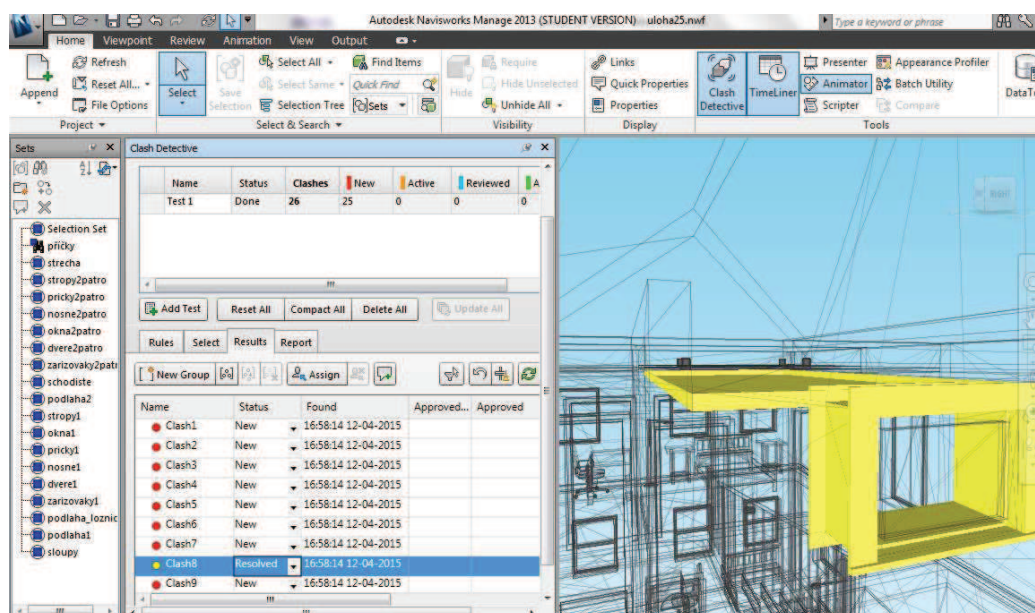 Autodesk Navisworks Manage 2013 (STUDENT VERSION) uloha25.nwf
Type a keyword or phrase
Home Viewpoint Review Animation View Output
Append
Refresh
Reset All...
File Options
Project
Select
Save Selection
Select All
Select Same
Selection Tree
Find Items
Quick Find
Sets
Select & Search
Hide
Require
Hide Unselected
Unhide All
Visibility
Links
Quick Properties
Properties
Display
Clash Detective
TimeLiner
Presenter
Animator
Scripter
Appearance Profiler
Batch Utility
Compare
Tools
Sets
Selection Set
příčky
strecha
stropy2patro
pricky2patro
nosne2patro
okna2patro
dvere2patro
zarizovaky2patr
schodiste
podlaha2
stropy1
okna1
pricky1
nosne1
dvere1
zarizovaky1
podlaha_loznic
podlaha1
sloupy
Clash Detective
Name Status Clashes New Active Reviewed A
Test 1 Done 26 25 0 0 0
Add Test Reset All Compact All Delete All Update All
Rules Select Results Report
New Group Assign
Name Status Found Approved... Approved
Clash1 New 16:58:14 12-04-2015
Clash2 New 16:58:14 12-04-2015
Clash3 New 16:58:14 12-04-2015
Clash4 New 16:58:14 12-04-2015
Clash5 New 16:58:14 12-04-2015
Clash6 New 16:58:14 12-04-2015
Clash7 New 16:58:14 12-04-2015
Clash8 Resolved 16:58:14 12-04-2015
Clash9 New 16:58:14 12-04-2015